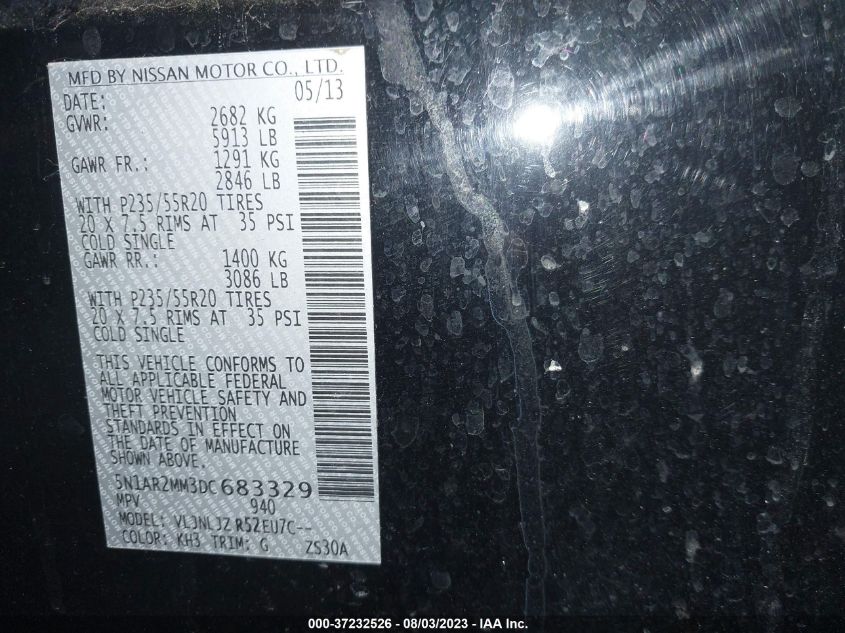 MFD BY NISSAN MOTOR CO., LTD.
DATE: 05/13
GVWR: 2682 KG
5913 LB
GAWR FR.: 1291 KG
2846 LB
WITH P235/55R20 TIRES
20 X 7.5 RIMS AT 35 PSI
COLD SINGLE
GAWR RR.: 1400 KG
3086 LB
WITH P235/55R20 TIRES
20 X 7.5 RIMS AT 35 PSI
COLD SINGLE
THIS VEHICLE CONFORMS TO
ALL APPLICABLE FEDERAL
MOTOR VEHICLE SAFETY AND
THEFT PREVENTION
STANDARDS IN EFFECT ON
THE DATE OF MANUFACTURE
SHOWN ABOVE.
5N1AR2MM3DC683329
MPV 940
MODEL: VL3NLJZ R52EU7C--
COLOR: KH3 TRIM: G ZS30A
000-37232526 - 08/03/2023 - IAA Inc.